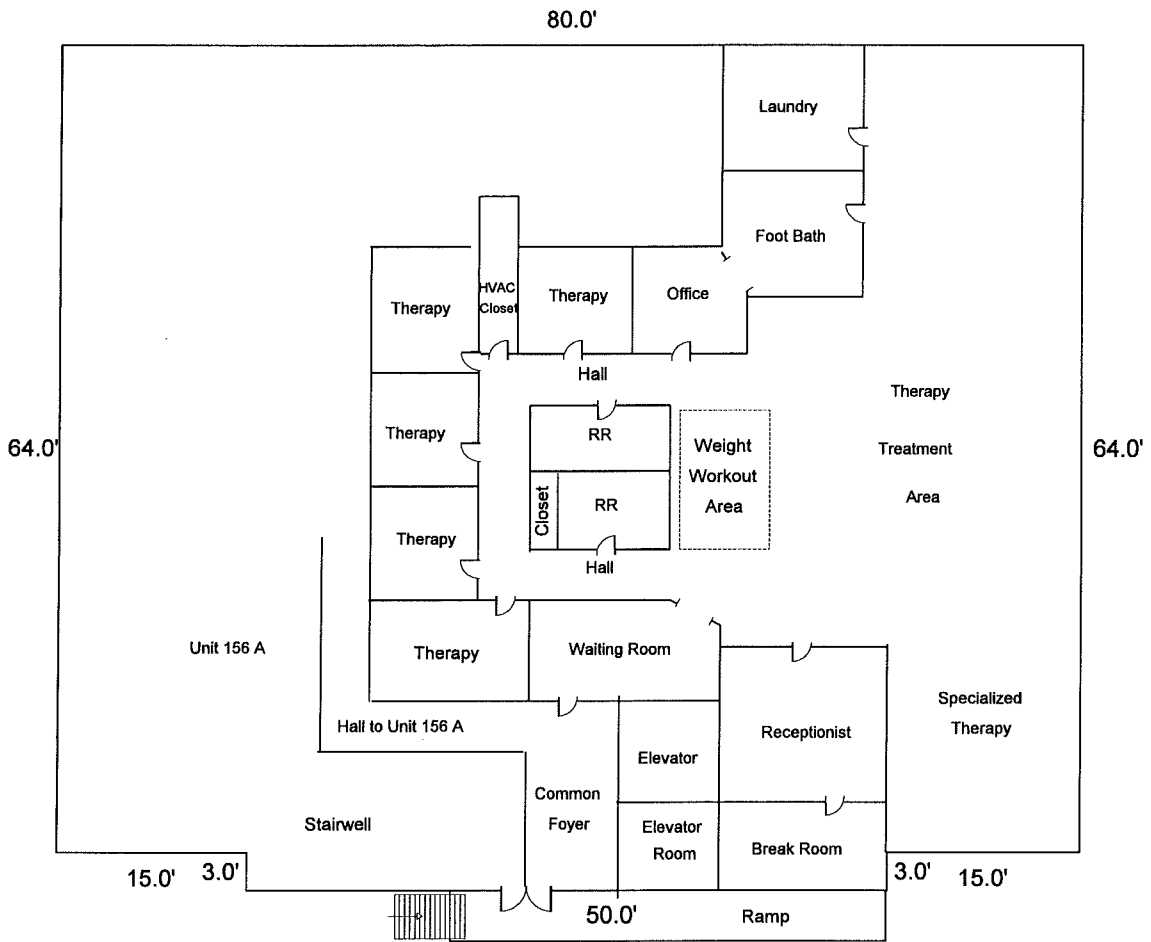 80.0'
Laundry
Foot Bath
HVAC
Closet
Therapy
Therapy
Office
Hall
Therapy
Treatment
Area
64.0'
64.0'
Therapy
RR
Weight
Workout
Area
Closet
RR
Therapy
Hall
Unit 156 A
Therapy
Waiting Room
Specialized
Therapy
Hall to Unit 156 A
Receptionist
Elevator
Common
Foyer
Stairwell
Elevator
Room
Break Room
15.0'
3.0'
3.0'
15.0'
50.0'
Ramp